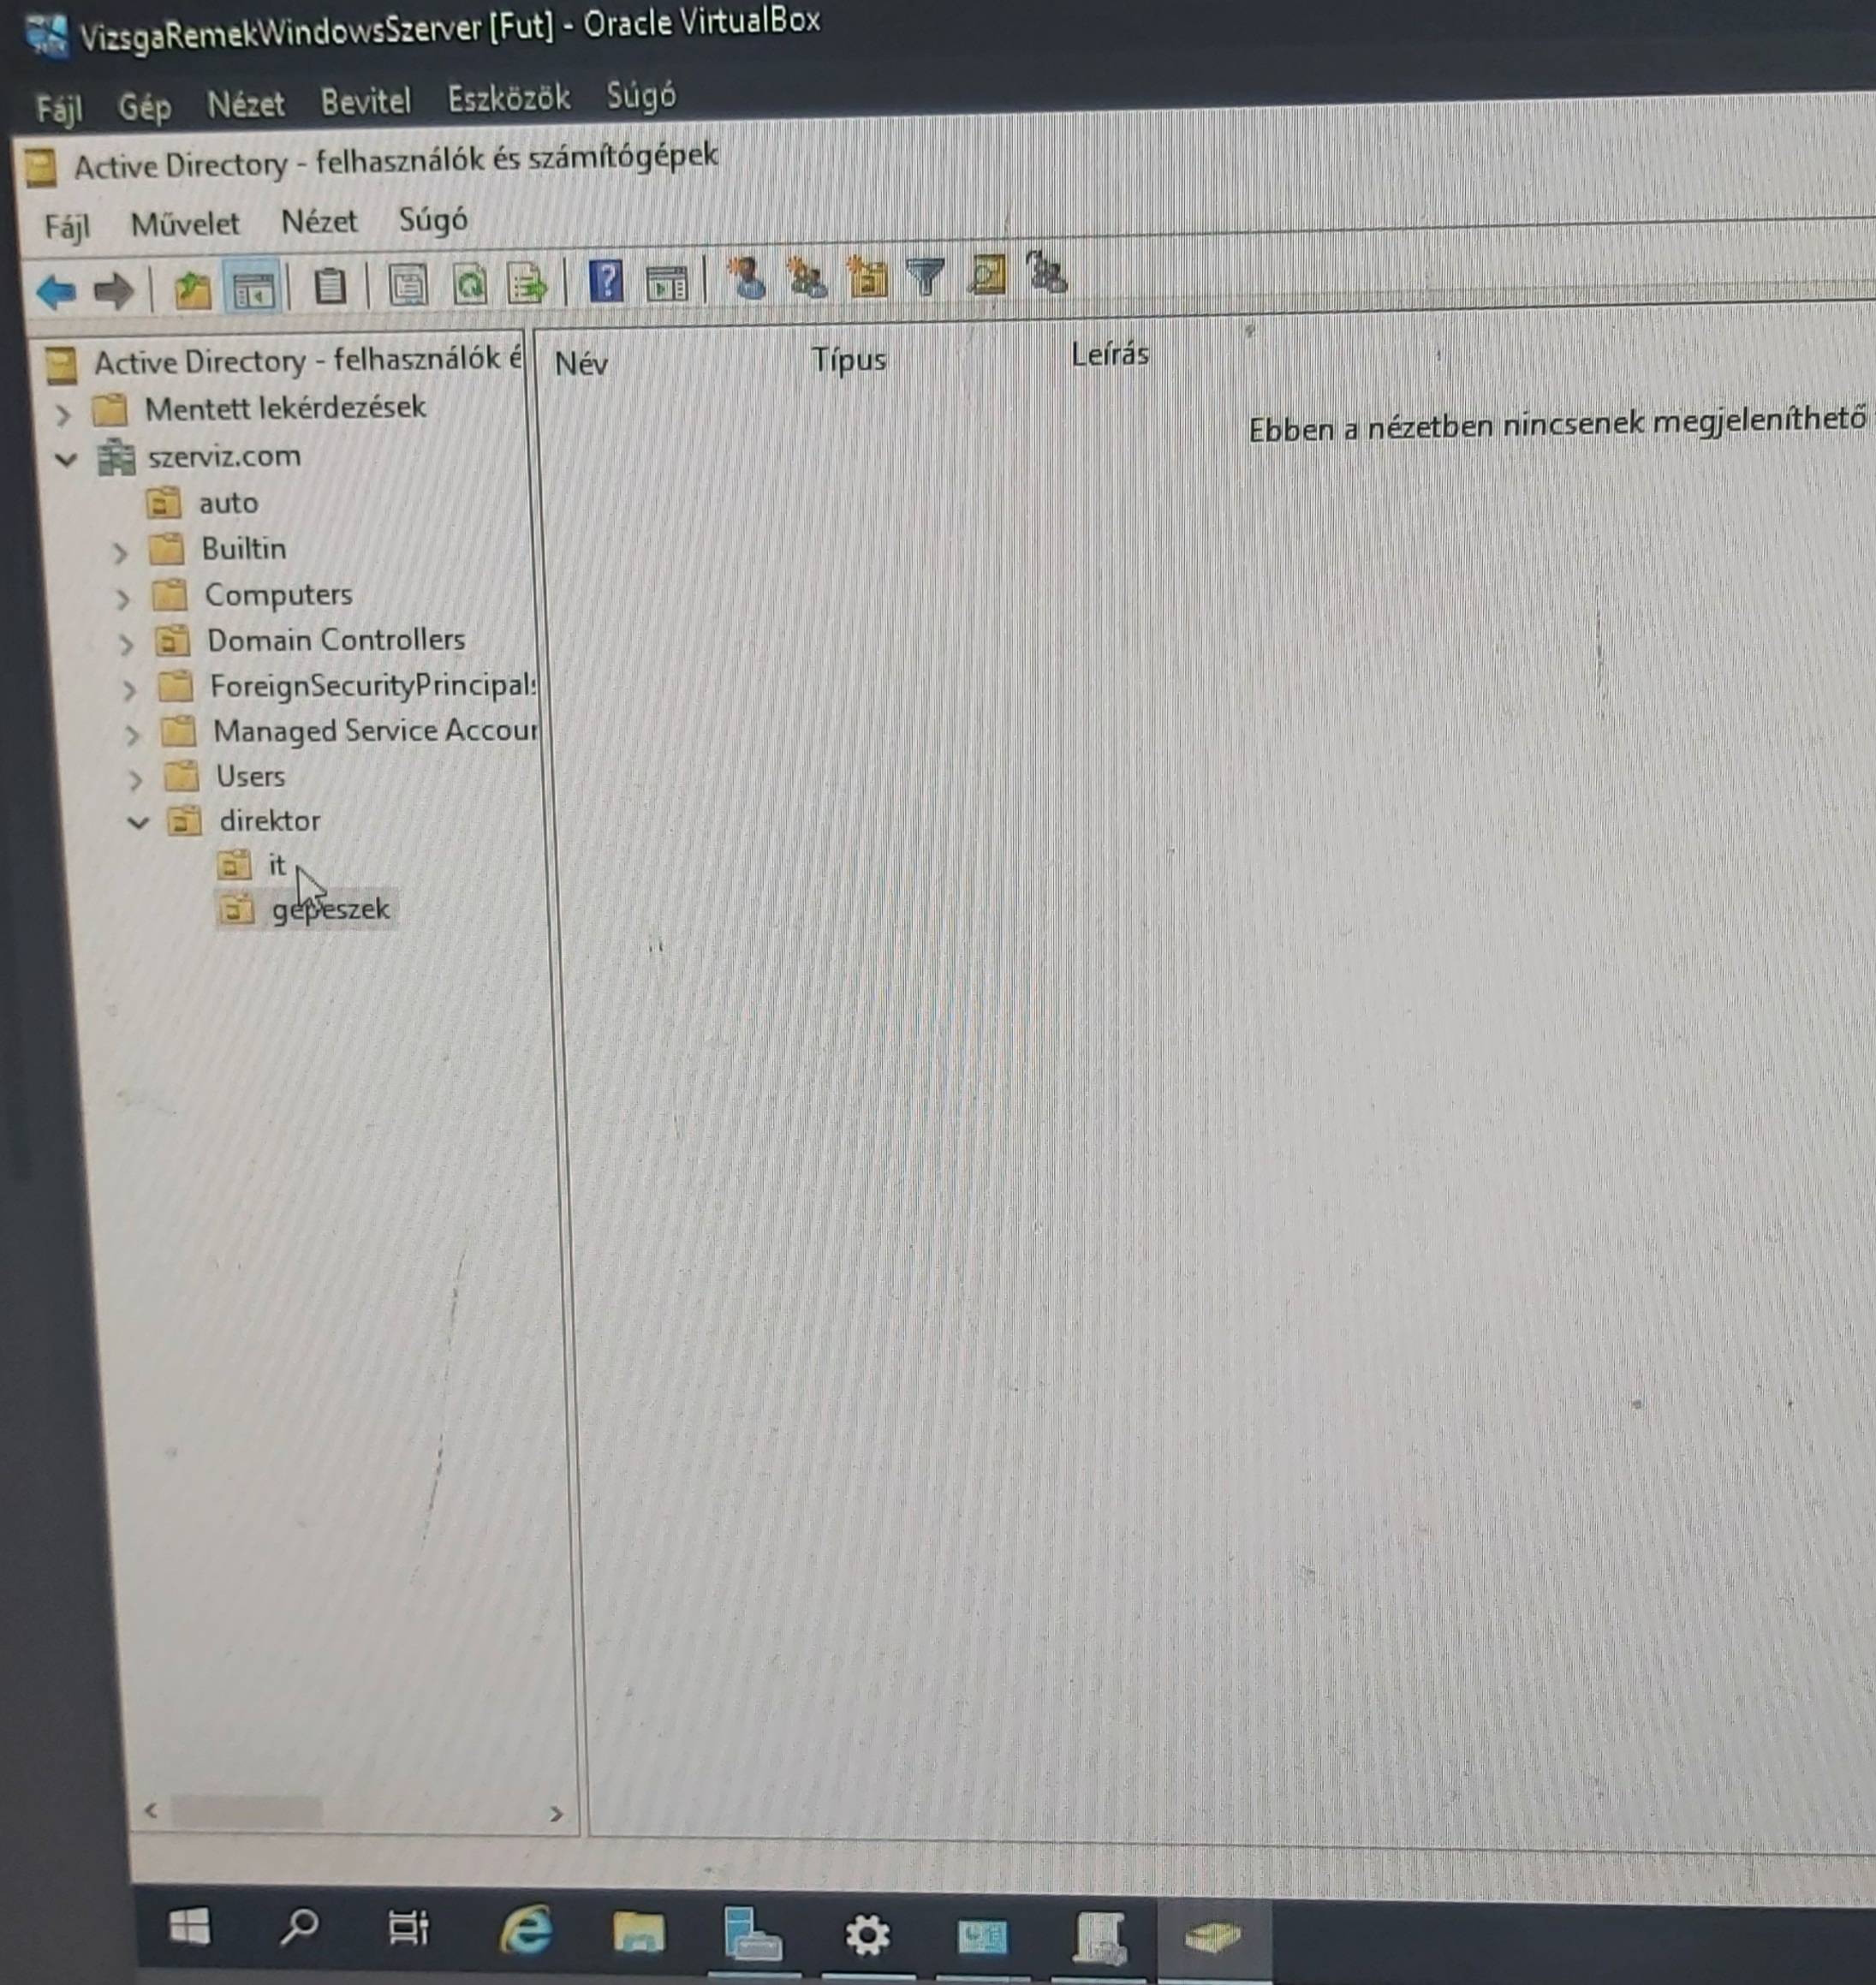 VizsgaRemekWindowsSzerver [Fut] - Oracle VirtualBox
Fájl Gép Nézet Bevitel Eszközök Súgó
Active Directory - felhasználók és számítógépek
Fájl Művelet Nézet Súgó
Active Directory - felhasználók é
Név Típus Leírás
Mentett lekérdezések
Ebben a nézetben nincsenek megjeleníthető
szerviz.com
auto
Builtin
Computers
Domain Controllers
ForeignSecurityPrincipals
Managed Service Accour
Users
direktor
it
gepeszek